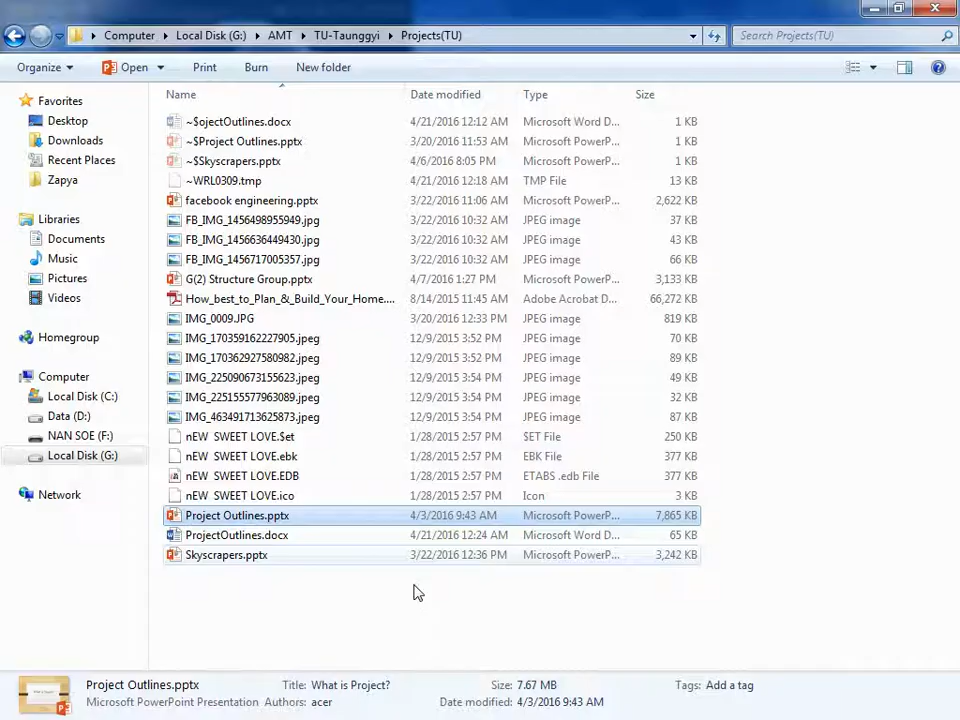 Computer Local Disk (G:) AMT TU-Taunggyi Projects(TU) Search Projects(TU)
Organize Open Print Burn New folder
Name Date modified Type Size
Favorites
Desktop
Downloads
Recent Places
Zapya
Libraries
Documents
Music
Pictures
Videos
Homegroup
Computer
Local Disk (C:)
Data (D:)
NAN SOE (F:)
Local Disk (G:)
Network
~$ojectOutlines.docx 4/21/2016 12:12 AM Microsoft Word D... 1 KB
~$Project Outlines.pptx 3/20/2016 11:53 AM Microsoft PowerP... 1 KB
~$Skyscrapers.pptx 4/6/2016 8:05 PM Microsoft PowerP... 1 KB
~WRL0309.tmp 4/21/2016 12:18 AM TMP File 13 KB
facebook engineering.pptx 3/22/2016 11:06 AM Microsoft PowerP... 2,622 KB
FB_IMG_1456498955949.jpg 3/22/2016 10:32 AM JPEG image 37 KB
FB_IMG_1456636449430.jpg 3/22/2016 10:32 AM JPEG image 43 KB
FB_IMG_1456717005357.jpg 3/22/2016 10:32 AM JPEG image 66 KB
G(2) Structure Group.pptx 4/7/2016 1:27 PM Microsoft PowerP... 3,133 KB
How_best_to_Plan_&_Build_Your_Home.... 8/14/2015 11:45 AM Adobe Acrobat D... 66,272 KB
IMG_0009.JPG 3/20/2016 12:33 PM JPEG image 819 KB
IMG_170359162227905.jpeg 12/9/2015 3:52 PM JPEG image 70 KB
IMG_170362927580982.jpeg 12/9/2015 3:52 PM JPEG image 89 KB
IMG_225090673155623.jpeg 12/9/2015 3:54 PM JPEG image 49 KB
IMG_225155577963089.jpeg 12/9/2015 3:54 PM JPEG image 32 KB
IMG_463491713625873.jpeg 12/9/2015 3:54 PM JPEG image 87 KB
nEW SWEET LOVE.$et 1/28/2015 2:57 PM $ET File 250 KB
nEW SWEET LOVE.ebk 1/28/2015 2:57 PM EBK File 377 KB
nEW SWEET LOVE.EDB 1/28/2015 2:57 PM ETABS .edb File 377 KB
nEW SWEET LOVE.ico 1/28/2015 2:57 PM Icon 3 KB
Project Outlines.pptx 4/3/2016 9:43 AM Microsoft PowerP... 7,865 KB
ProjectOutlines.docx 4/21/2016 12:24 AM Microsoft Word D... 65 KB
Skyscrapers.pptx 3/22/2016 12:36 PM Microsoft PowerP... 3,242 KB
Project Outlines.pptx Title: What is Project? Size: 7.67 MB Tags: Add a tag
Microsoft PowerPoint Presentation Authors: acer Date modified: 4/3/2016 9:43 AM